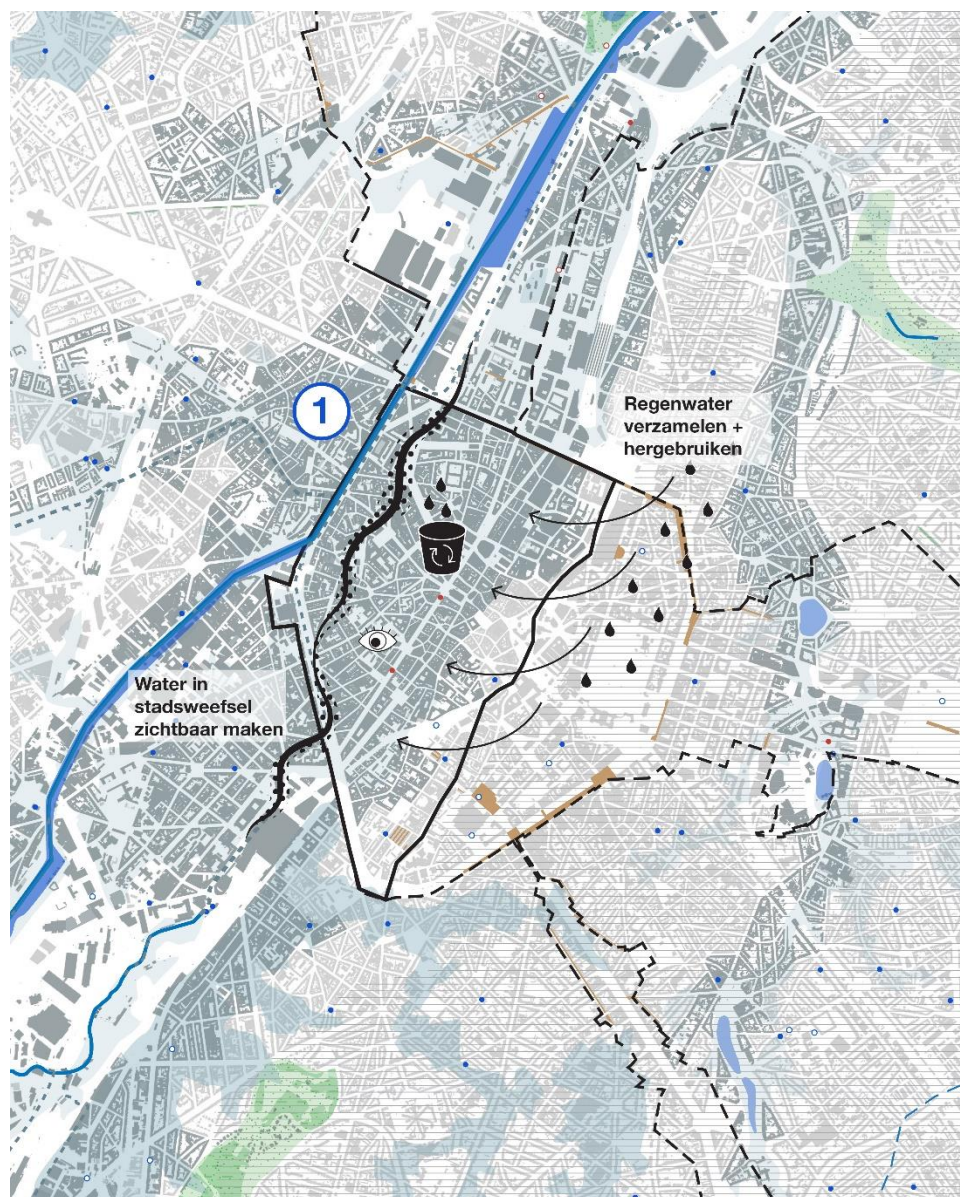 1
Regenwater
verzamelen +
hergebruiken
Water in
stadsweefsel
zichtbaar maken